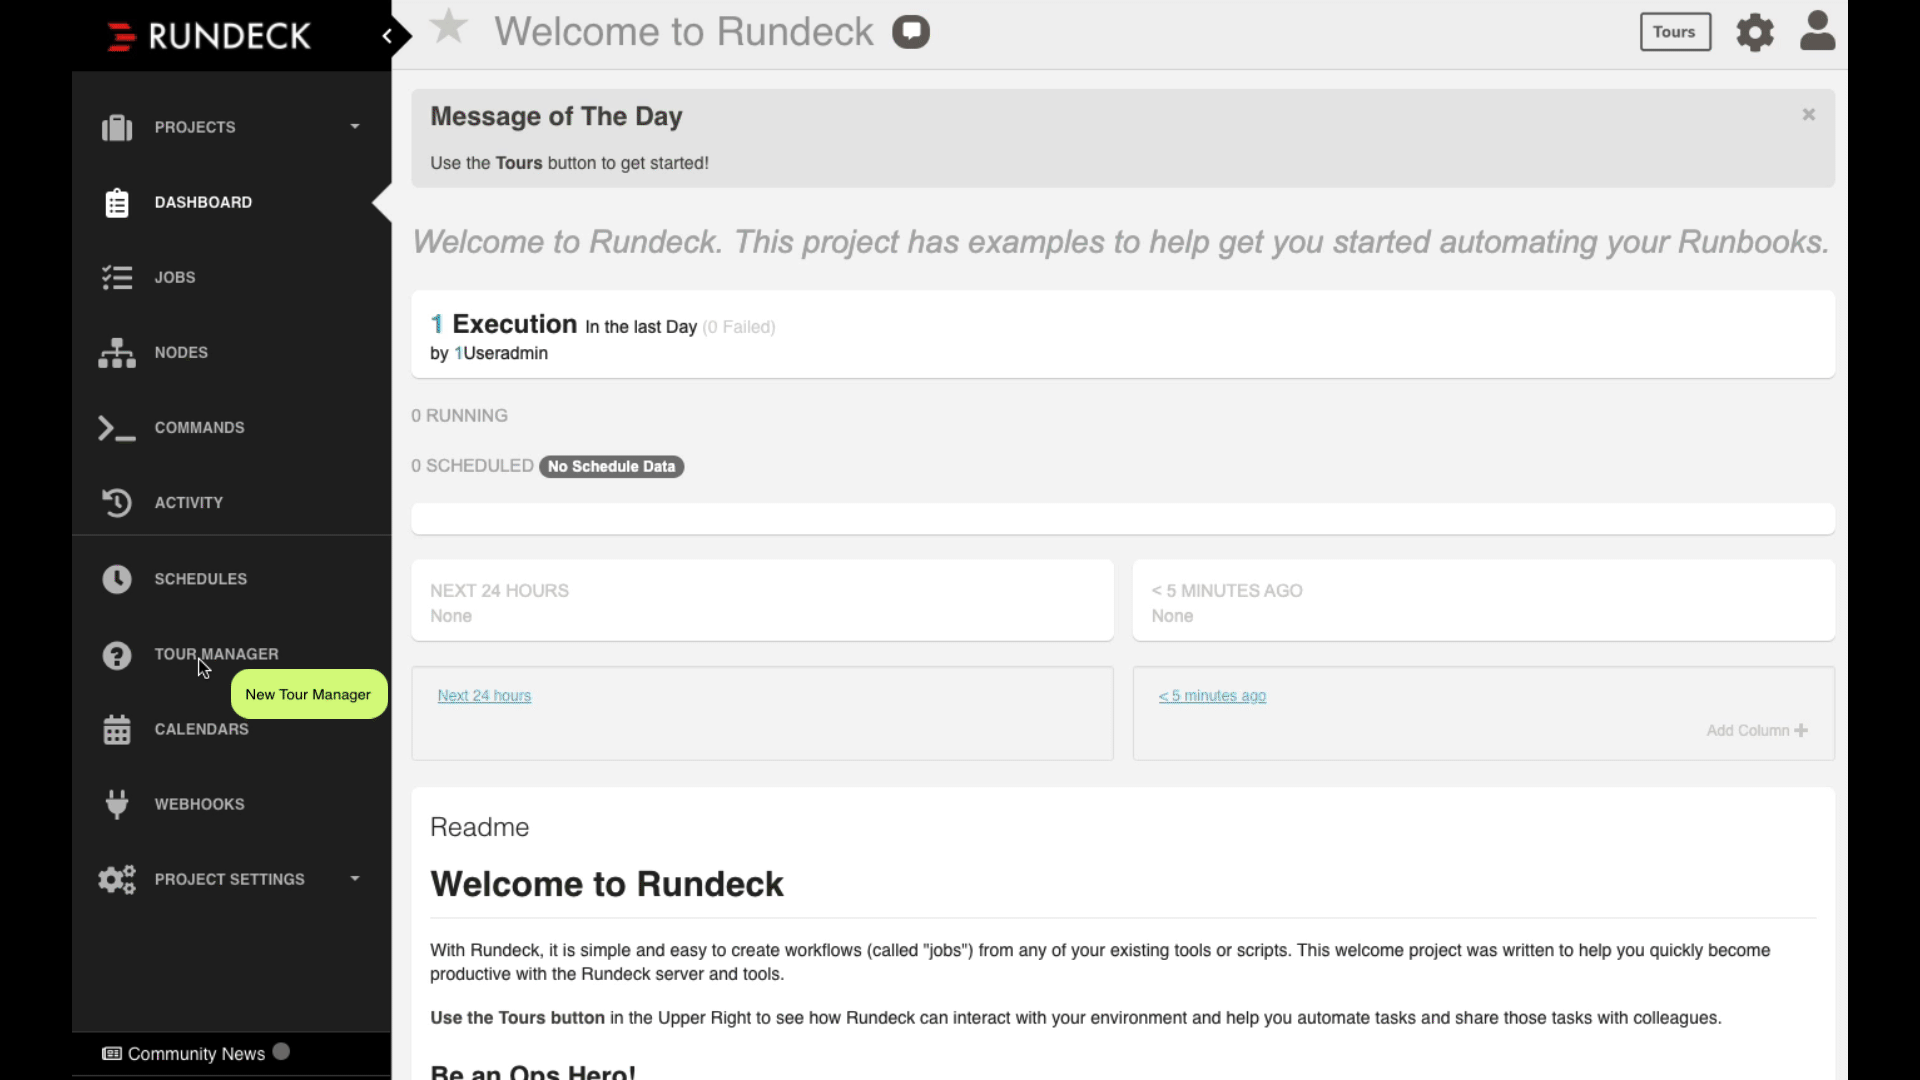 RUNDECK
Welcome to Rundeck
Tours
PROJECTS
DASHBOARD
JOBS
NODES
COMMANDS
ACTIVITY
SCHEDULES
TOUR MANAGER
New Tour Manager
CALENDARS
WEBHOOKS
PROJECT SETTINGS
Community News
Message of The Day
Use the Tours button to get started!
Welcome to Rundeck. This project has examples to help get you started automating your Runbooks.
1 Execution In the last Day (0 Failed)
by 1Useradmin
0 RUNNING
0 SCHEDULED No Schedule Data
NEXT 24 HOURS
None
< 5 MINUTES AGO
None
Next 24 hours
< 5 minutes ago
Add Column
Readme
Welcome to Rundeck
With Rundeck, it is simple and easy to create workflows (called "jobs") from any of your existing tools or scripts. This welcome project was written to help you quickly become
productive with the Rundeck server and tools.
Use the Tours button in the Upper Right to see how Rundeck can interact with your environment and help you automate tasks and share those tasks with colleagues.
Be an Ops Hero!